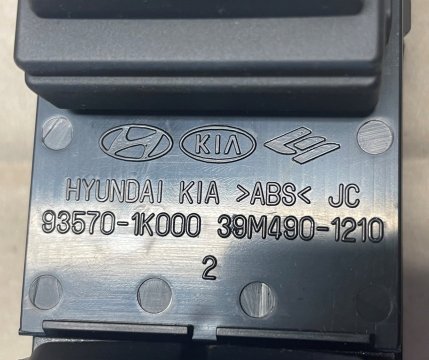 KIA
HYUNDAI KIA >ABS< JC
93570-1K000 39M490-1210
2